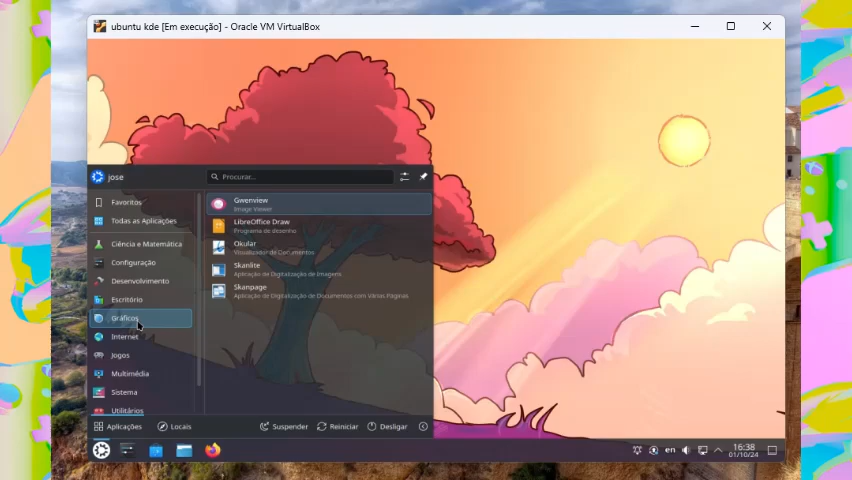 ubuntu kde [Em execução] - Oracle VM VirtualBox
jose
Procurar...
Favoritos
Todas as Aplicações
Ciência e Matemática
Configuração
Desenvolvimento
Escritório
Gráficos
Internet
Jogos
Multimédia
Sistema
Utilitários
Gwenview
Image Viewer
LibreOffice Draw
Programa de desenho
Okular
Visualizador de Documentos
Skanlite
Aplicação de Digitalização de Imagens
Skanpage
Aplicação de Digitalização de Documentos com Várias Páginas
Aplicações
Locais
Suspender
Reiniciar
Desligar
en
16:38
01/10/24